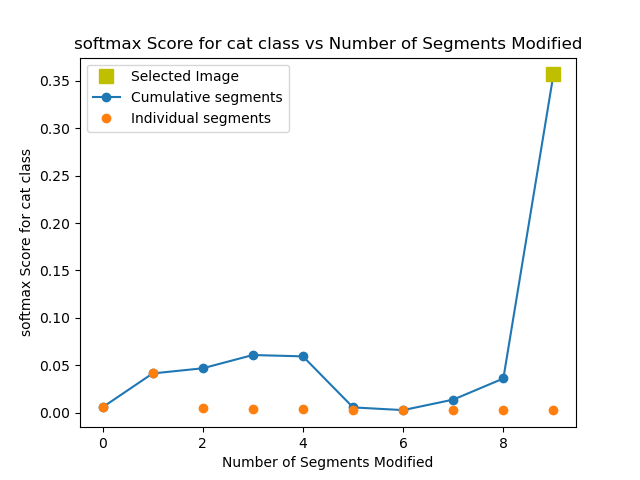 softmax Score for cat class vs Number of Segments Modified
Selected Image
Cumulative segments
Individual segments
softmax Score for cat class
0.35
0.30
0.25
0.20
0.15
0.10
0.05
0.00
0 2 4 6 8
Number of Segments Modified